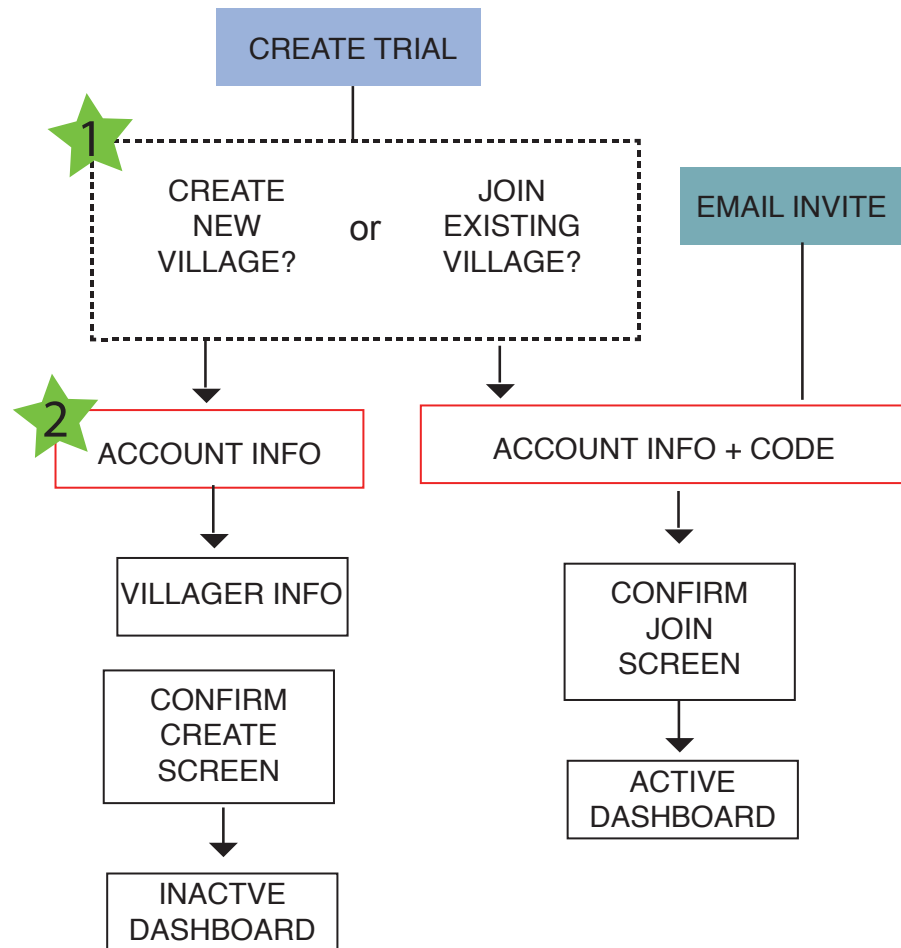 CREATE TRIAL
1
CREATE
NEW
VILLAGE?
or
JOIN
EXISTING
VILLAGE?
EMAIL INVITE
2
ACCOUNT INFO
ACCOUNT INFO + CODE
VILLAGER INFO
CONFIRM
JOIN
SCREEN
CONFIRM
CREATE
SCREEN
ACTIVE
DASHBOARD
INACTVE
DASHBOARD